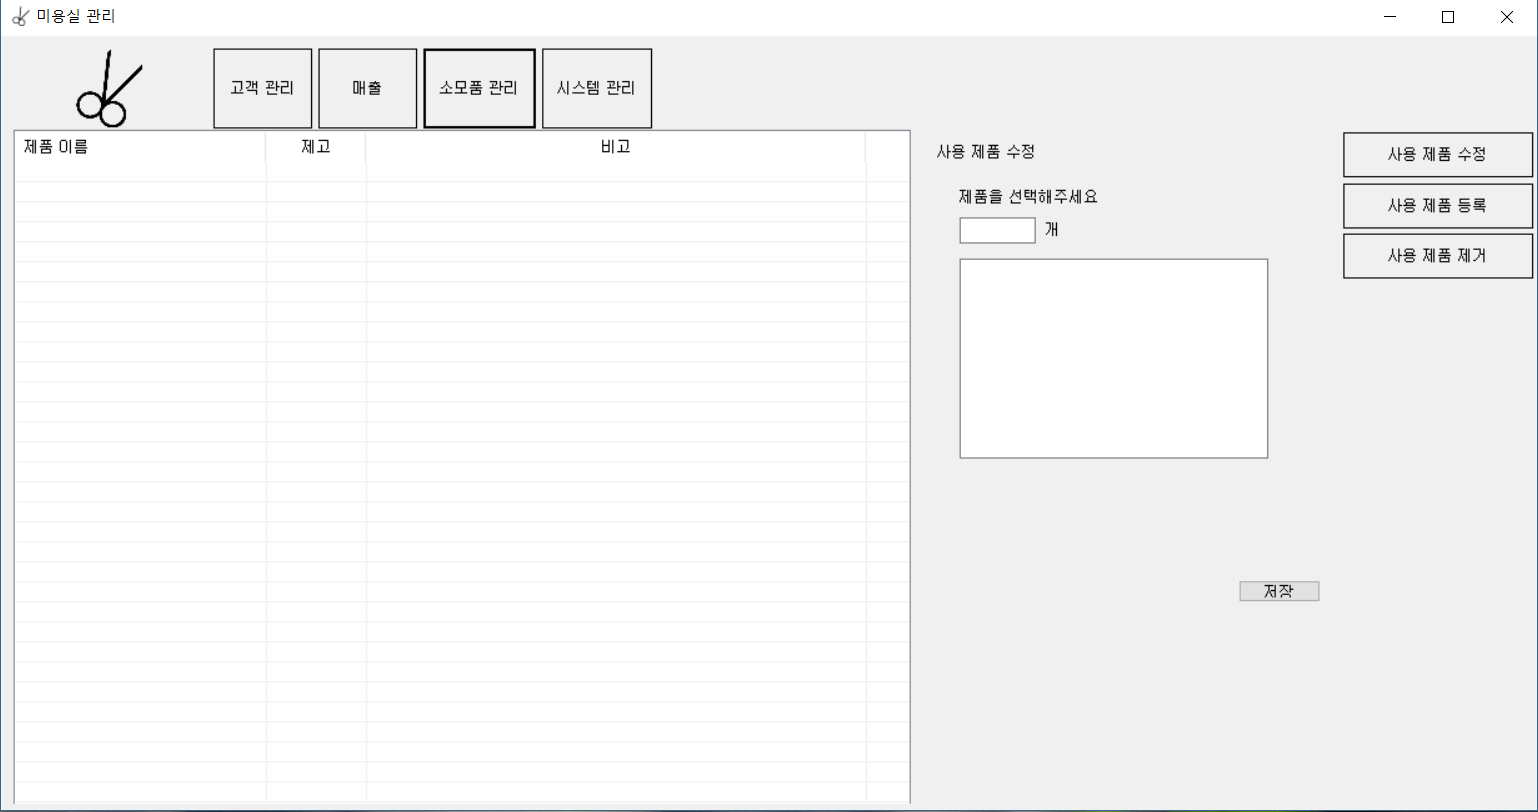 미용실 관리
고객 관리 매출 소모품 관리 시스템 관리
제품 이름 제고 비고
사용 제품 수정
제품을 선택해주세요
개
저장
사용 제품 수정
사용 제품 등록
사용 제품 제거